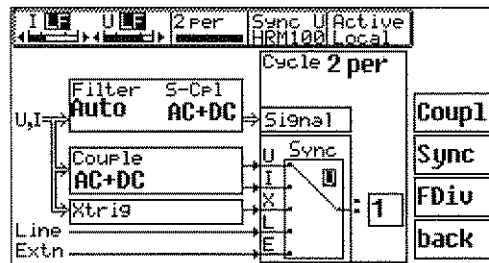 I LF U LF 2 per Sync U Active
HRM100 Local
Cycle 2 per
Filter S-Cpl
Auto AC+DC
U,I
Signal
Coupl
Couple
AC+DC
U Sync
I
U
Sync
Xtrig
X
: 1
FDiv
Line
L
Extn
E
back